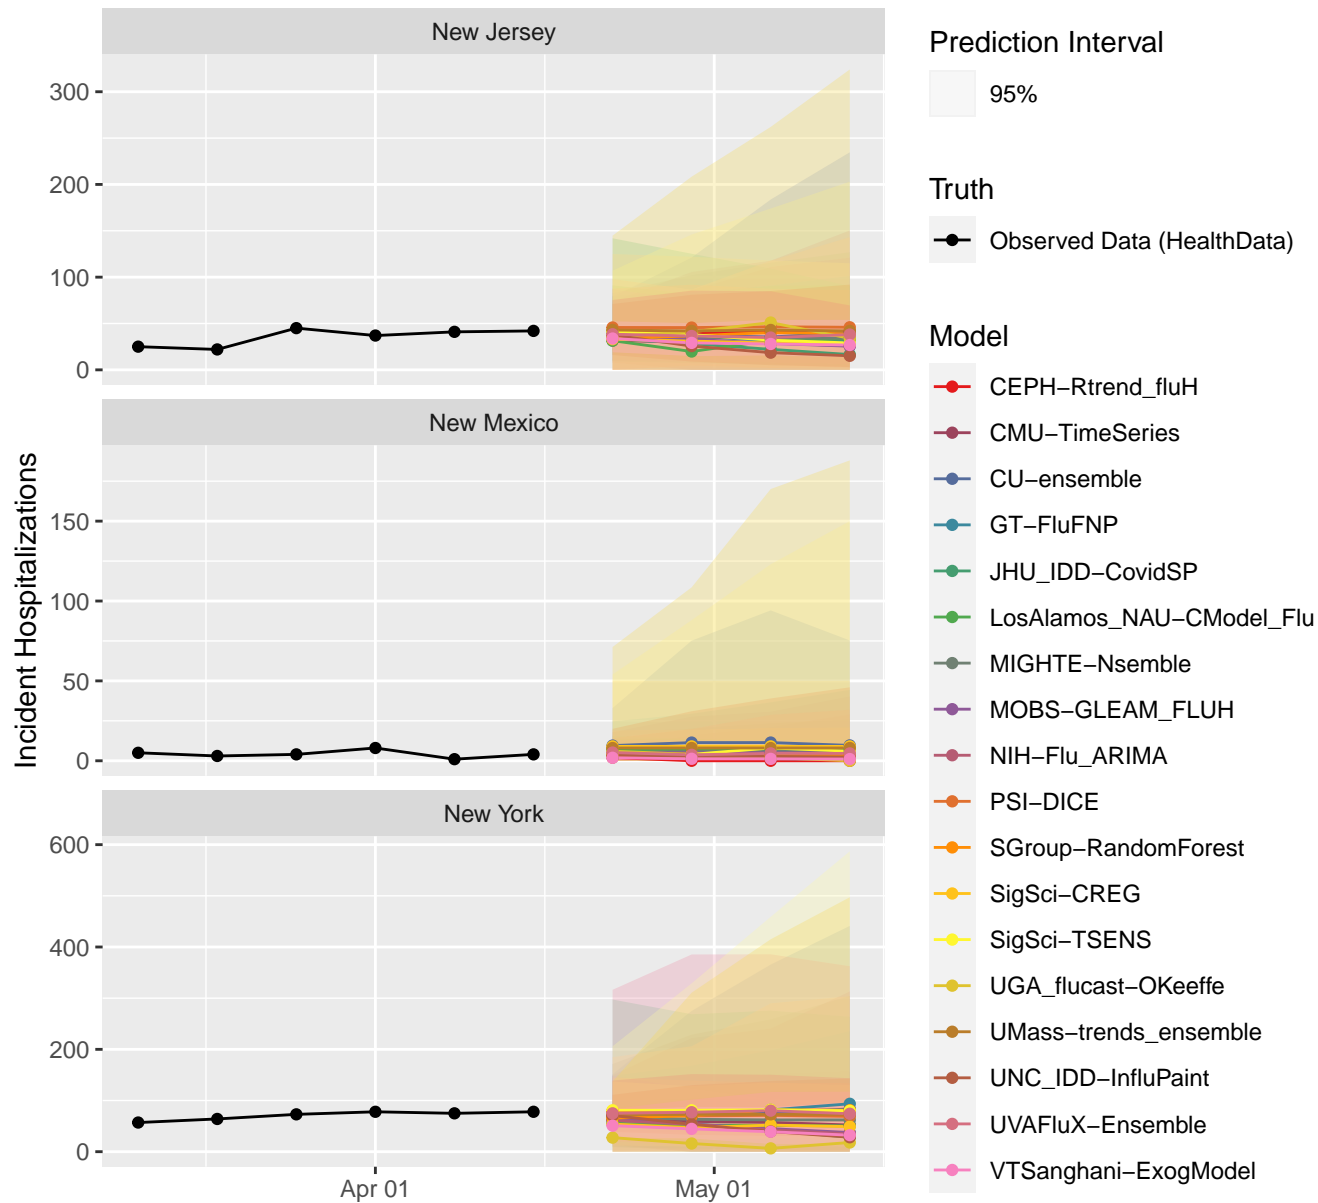 New Jersey
300
200
100
0
New Mexico
150
100
50
0
New York
600
400
200
0
Apr 01
May 01
Incident Hospitalizations
Prediction Interval
95%
Truth
Observed Data (HealthData)
Model
CEPH−Rtrend_fluH
CMU−TimeSeries
CU−ensemble
GT−FluFNP
JHU_IDD−CovidSP
LosAlamos_NAU−CModel_Flu
MIGHTE−Nsemble
MOBS−GLEAM_FLUH
NIH−Flu_ARIMA
PSI−DICE
SGroup−RandomForest
SigSci−CREG
SigSci−TSENS
UGA_flucast−OKeeffe
UMass−trends_ensemble
UNC_IDD−InfluPaint
UVAFluX−Ensemble
VTSanghani−ExogModel